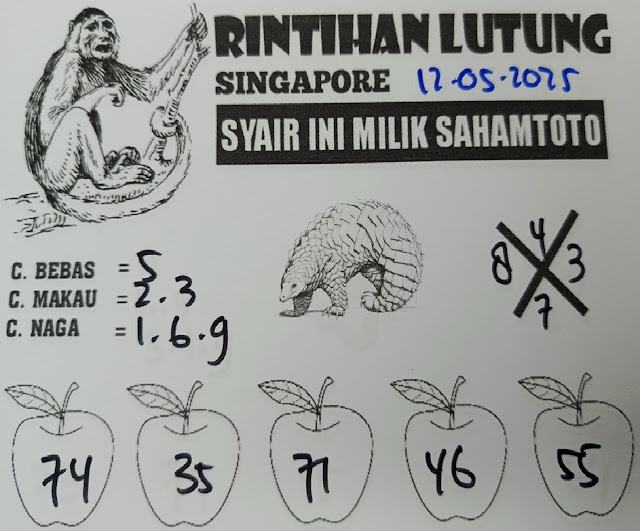 RINTIHAN LUTUNG
SINGAPORE 12-05-2025
SYAIR INI MILIK SAHAMTOTO
C. BEBAS = 5
C. MAKAU = 2.3
C. NAGA = 1.6.9
4
8 3
7
74 35 71 46 55